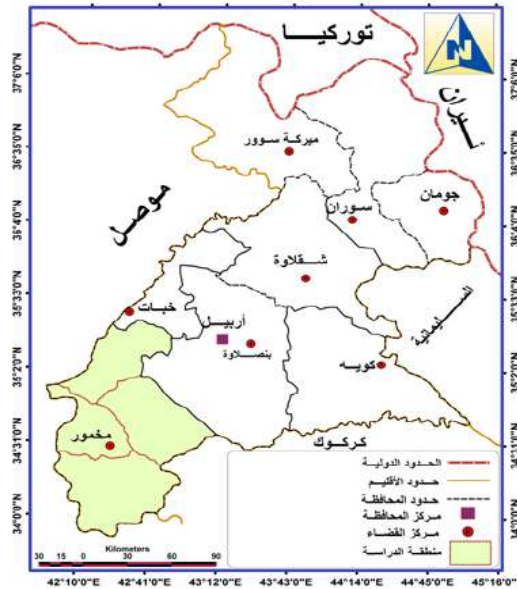 توركيا
N
ئيران
ميركة سوور
جومان
سوران
موصل
شقلاوة
السليمانية
خبات
أربيل
بنصلاوة
كويه
مخمور
كركوك
الحدود الدولية
حدود الأقليم
حدود المحافظة
مركز المحافظة
مركز القضاء
منطقة الدراسة
Kilometers
30 15 0 30 60 90
37°6'0"N
36°35'0"N
35°4'0"N
35°33'0"N
35°2'0"N
34°31'0"N
34°0'0"N
42°10'0"E 42°41'0"E 43°12'0"E 43°43'0"E 44°14'0"E 44°45'0"E 45°16'0"E